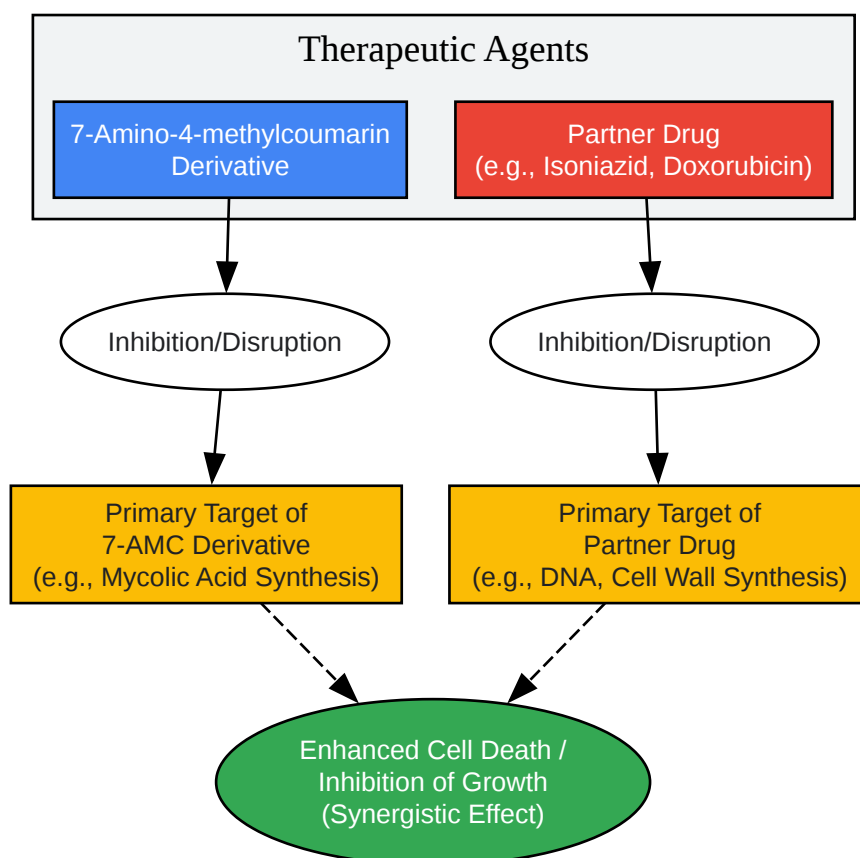 Therapeutic Agents
7-Amino-4-methylcoumarin
Derivative
Partner Drug
(e.g., Isoniazid, Doxorubicin)
Inhibition/Disruption
Inhibition/Disruption
Primary Target of
7-AMC Derivative
(e.g., Mycolic Acid Synthesis)
Primary Target of
Partner Drug
(e.g., DNA, Cell Wall Synthesis)
Enhanced Cell Death /
Inhibition of Growth
(Synergistic Effect)